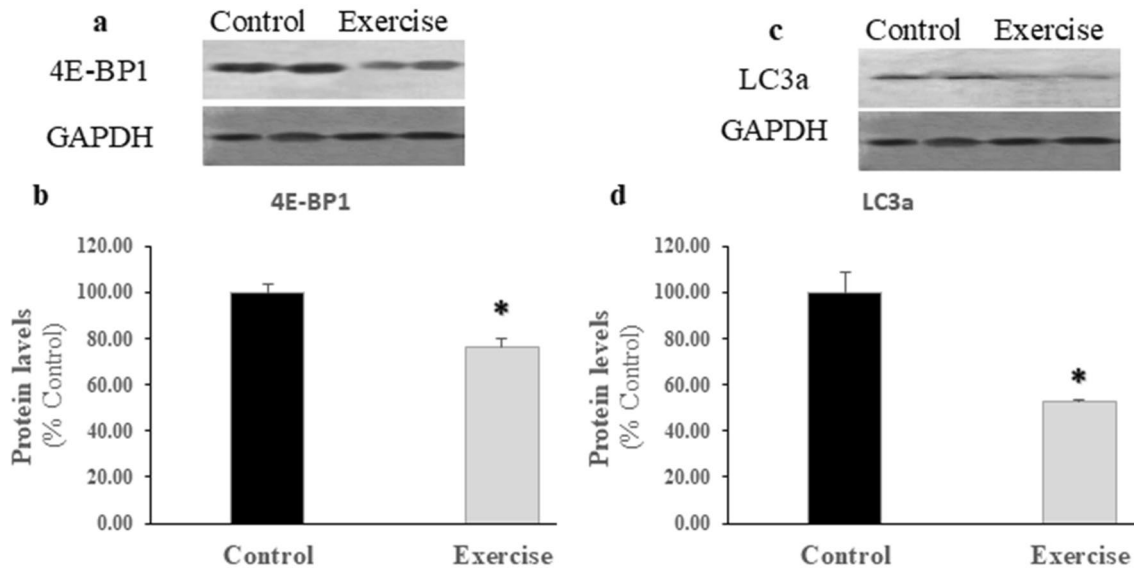 a
Control Exercise
4E-BP1
GAPDH
c
Control Exercise
LC3a
GAPDH
b
4E-BP1
120.00
100.00
80.00
60.00
40.00
20.00
0.00
Protein lavels
(% Control)
*
Control Exercise
d
LC3a
120.00
100.00
80.00
60.00
40.00
20.00
0.00
Protein levels
(% Control)
*
Control Exercise